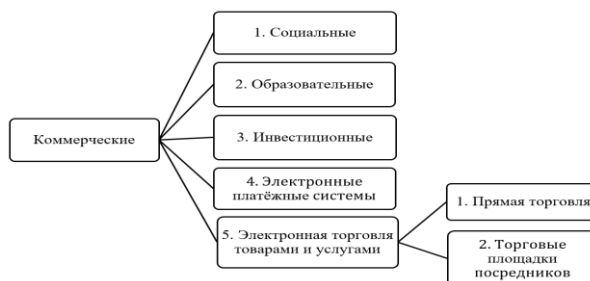 1. Социальные
2. Образовательные
Коммерческие
3. Инвестиционные
4. Электронные
платёжные системы
5. Электронная торговля
товарами и услугами
1. Прямая торговля
2. Торговые
площадки
посредников